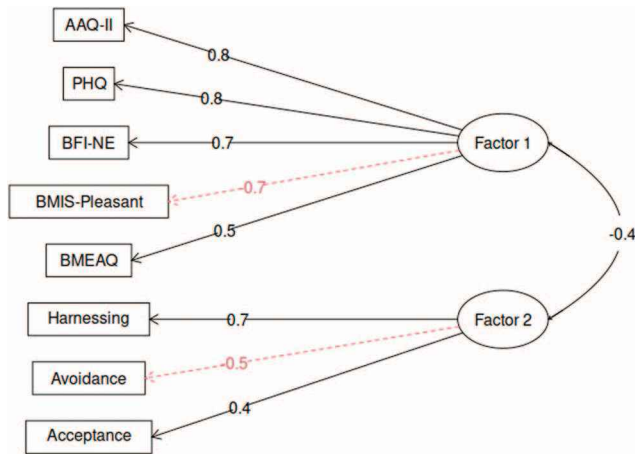 AAQ-II
0.8
PHQ
0.8
BFI-NE
0.7
Factor 1
BMIS-Pleasant
-0.7
BMEAQ
0.5
-0.4
Harnessing
0.7
Factor 2
Avoidance
-0.5
Acceptance
0.4